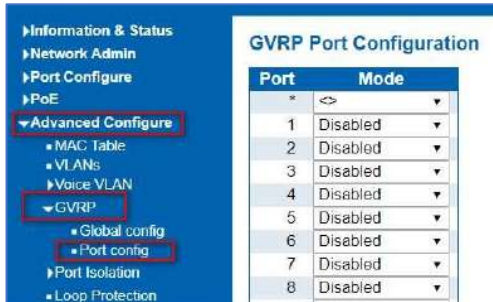 Information & Status
Network Admin
Port Configure
PoE
Advanced Configure
MAC Table
VLANs
Voice VLAN
GVRP
Global config
Port config
Port Isolation
Loop Protection
GVRP Port Configuration
Port Mode
* <>
1 Disabled
2 Disabled
3 Disabled
4 Disabled
5 Disabled
6 Disabled
7 Disabled
8 Disabled